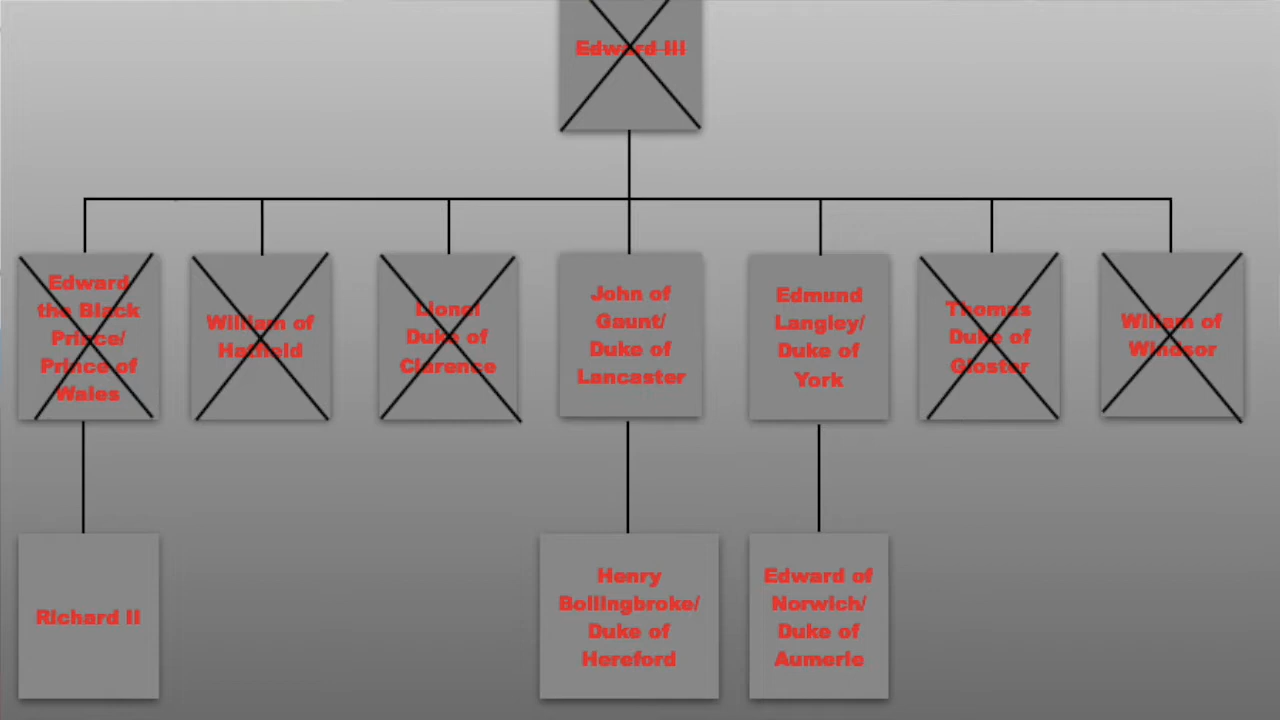 Edward III
Edward
the Black
Prince/
Prince of
Wales
William of
Hatfield
Lionel
Duke of
Clarence
John of
Gaunt/
Duke of
Lancaster
Edmund
Langley/
Duke of
York
Thomas
Duke of
Gloster
William of
Windsor
Richard II
Henry
Bollingbroke/
Duke of
Hereford
Edward of
Norwich/
Duke of
Aumerle